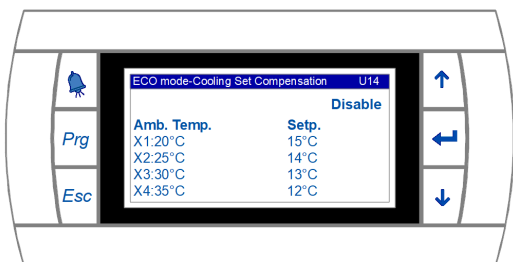 ECO mode-Cooling Set Compensation U14
Disable
Prg
Esc
Amb. Temp. Setp.
X1:20°C 15°C
X2:25°C 14°C
X3:30°C 13°C
X4:35°C 12°C